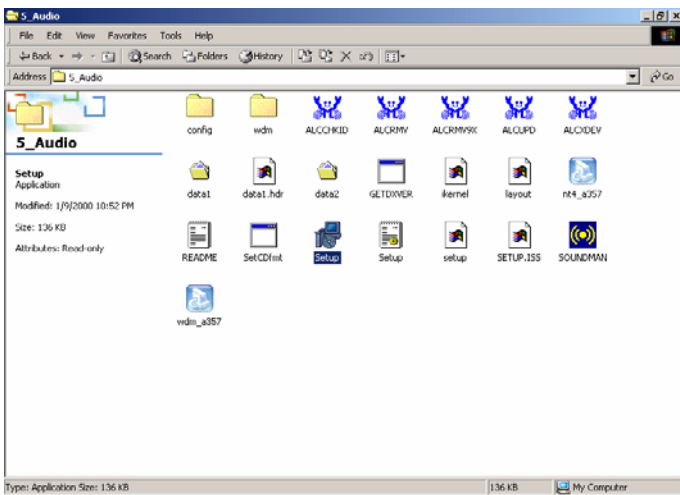 5_Audio
File Edit View Favorites Tools Help
Back Search Folders History
Address 5_Audio Go
5_Audio
Setup
Application
Modified: 1/9/2000 10:52 PM
Size: 136 KB
Attributes: Read-only
config wdm ALCCHKID ALCRMV ALCRMV9X ALCUPD ALCXDEV
data1 data1.hdr data2 GETDXVER ikernel layout nt4_a357
README SetCDfmt Setup Setup setup SETUP.ISS SOUNDMAN
wdm_a357
Type: Application Size: 136 KB 136 KB My Computer